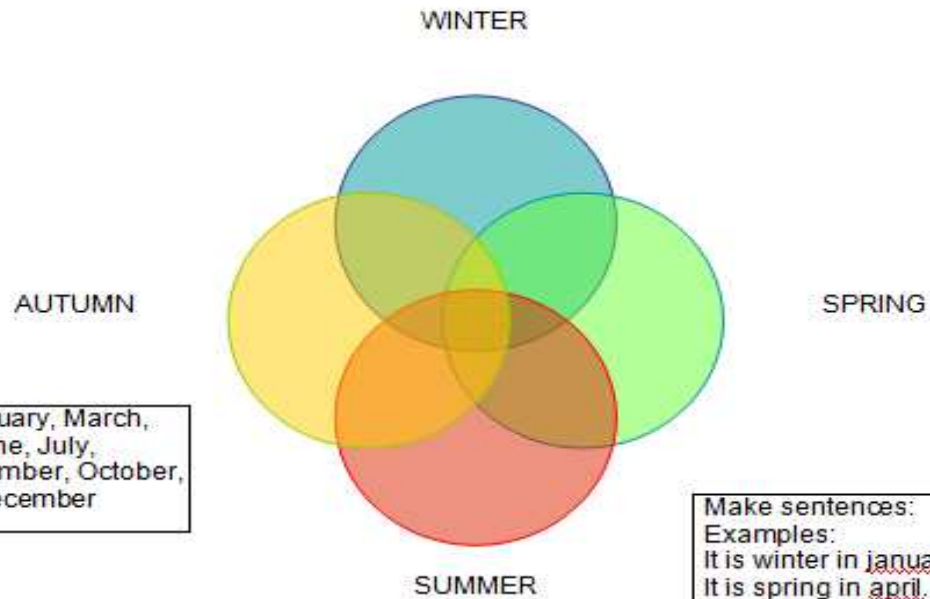 WINTER
AUTUMN
SPRING
uary, March,
ne, July,
mber, October,
ecember
Make sentences:
Examples:
It is winter in janua
It is spring in april.
SUMMER